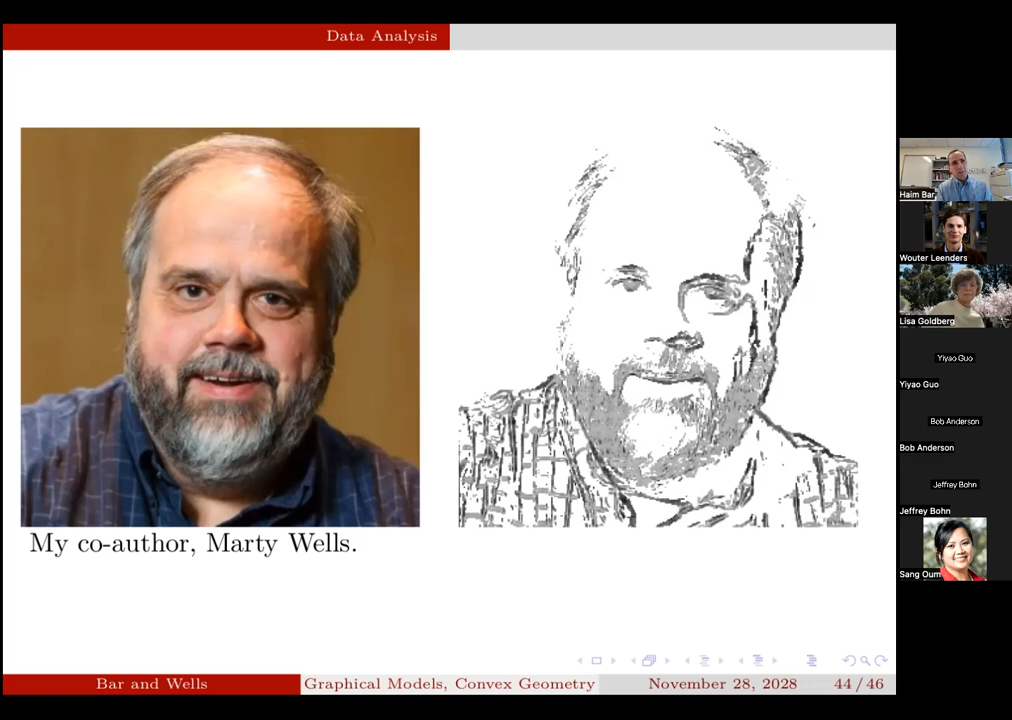 Data Analysis
My co-author, Marty Wells.
Bar and Wells
Graphical Models, Convex Geometry
November 28, 2028
44 / 46
Haim Bar
Wouter Leenders
Lisa Goldberg
Yiyao Guo
Yiyao Guo
Bob Anderson
Bob Anderson
Jeffrey Bohn
Jeffrey Bohn
Sang Oum